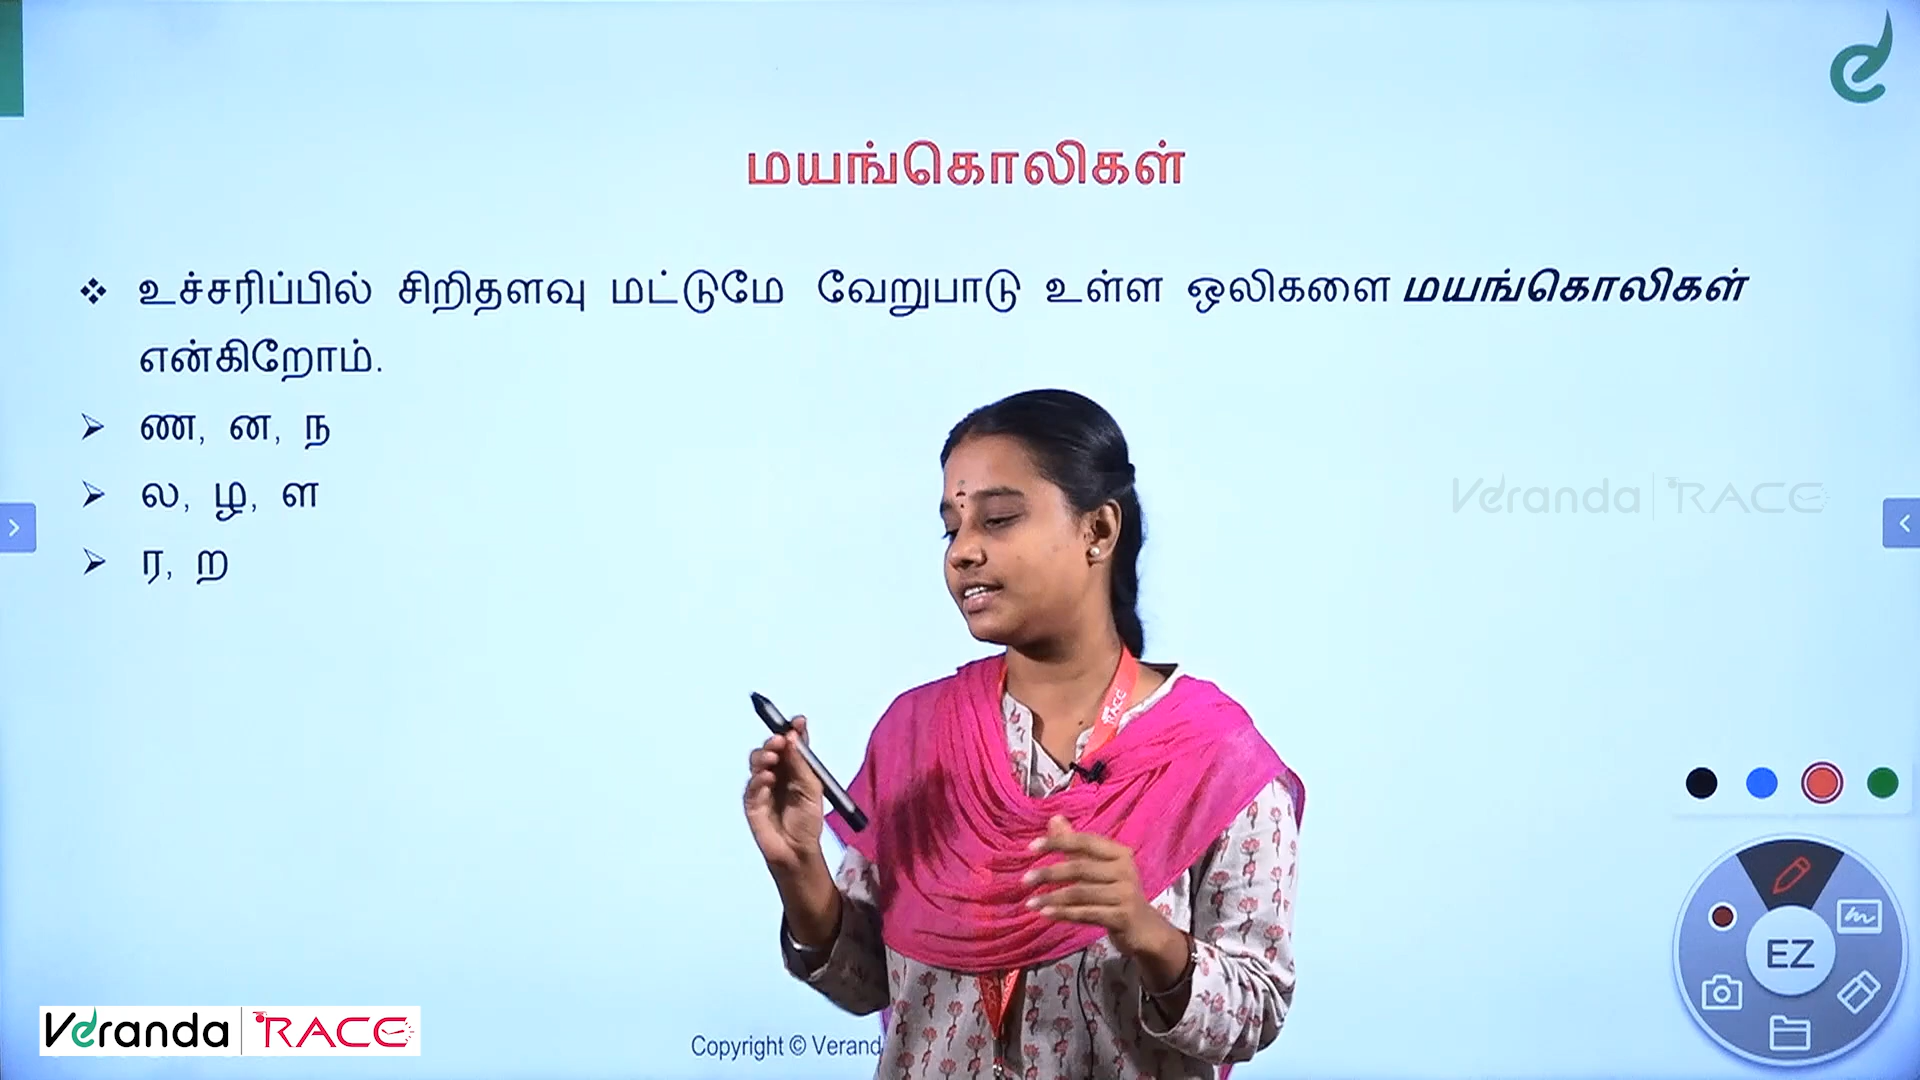 மயங்கொலிகள்
❖ உச்சரிப்பில் சிறிதளவு மட்டுமே வேறுபாடு உள்ள ஒலிகளை மயங்கொலிகள்
என்கிறோம்.
➢ ண, ன, ந
➢ ல, ழ, ள
➢ ர, ற
Veranda RACE
RACE
EZ
Veranda RACE
Copyright © Verand